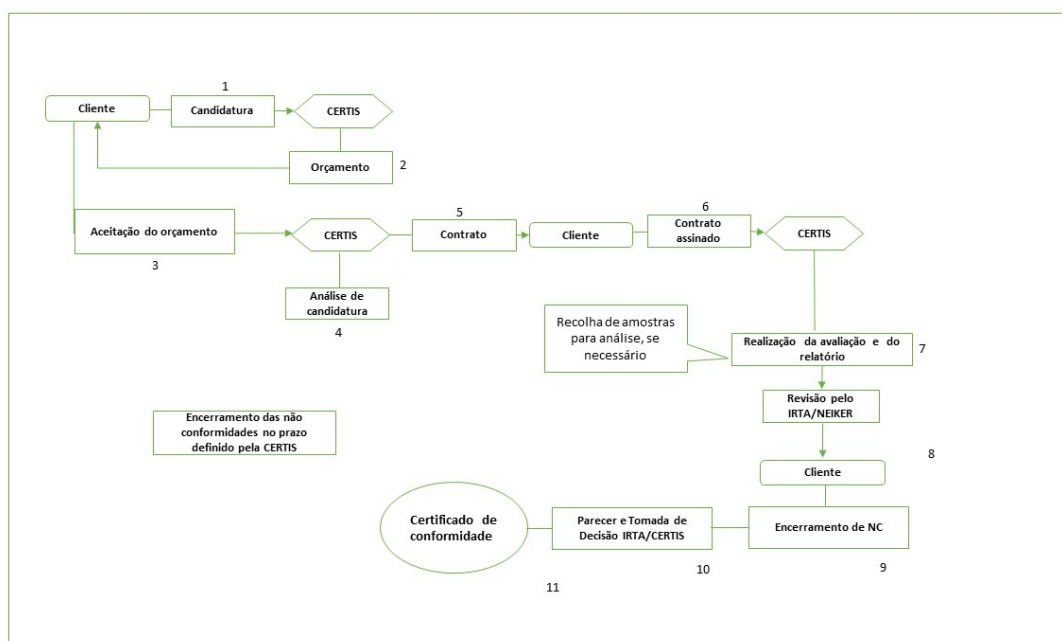 1
Cliente
Candidatura
CERTIS
Orçamento
2
Aceitação do orçamento
3
CERTIS
Análise de
candidatura
4
5
Contrato
Cliente
6
Contrato
assinado
CERTIS
Recolha de amostras
para análise, se
necessário
Realização da avaliação e do
relatório
7
Revisão pelo
IRTA/NEIKER
8
Cliente
Encerramento das não
conformidades no prazo
definido pela CERTIS
Encerramento de NC
9
Parecer e Tomada de
Decisão IRTA/CERTIS
10
Certificado de
conformidade
11